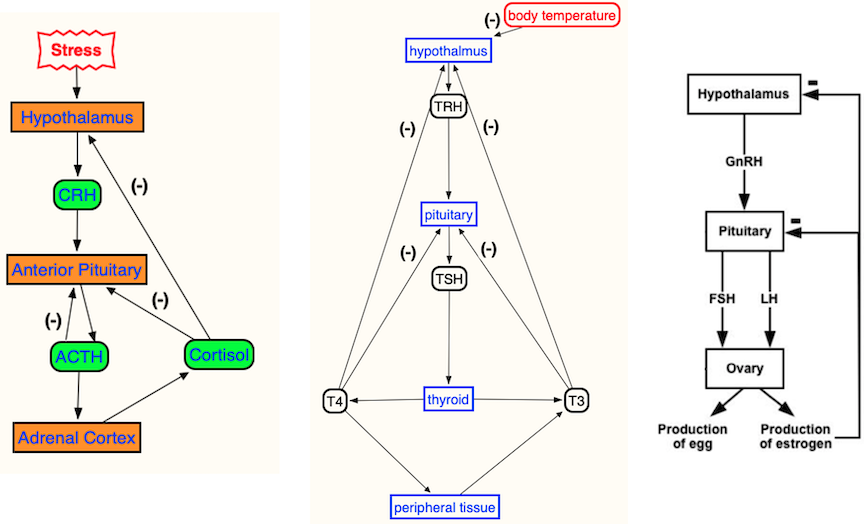 Stress
Hypothalamus
CRH
(-)
Anterior Pituitary
(-)
(-)
ACTH
Cortisol
Adrenal Cortex
(-)
body temperature
hypothalmus
TRH
(-)
(-)
pituitary
(-)
(-)
TSH
T4
thyroid
T3
peripheral tissue
-
Hypothalamus
GnRH
-
Pituitary
FSH
LH
Ovary
Production
of egg
Production
of estrogen